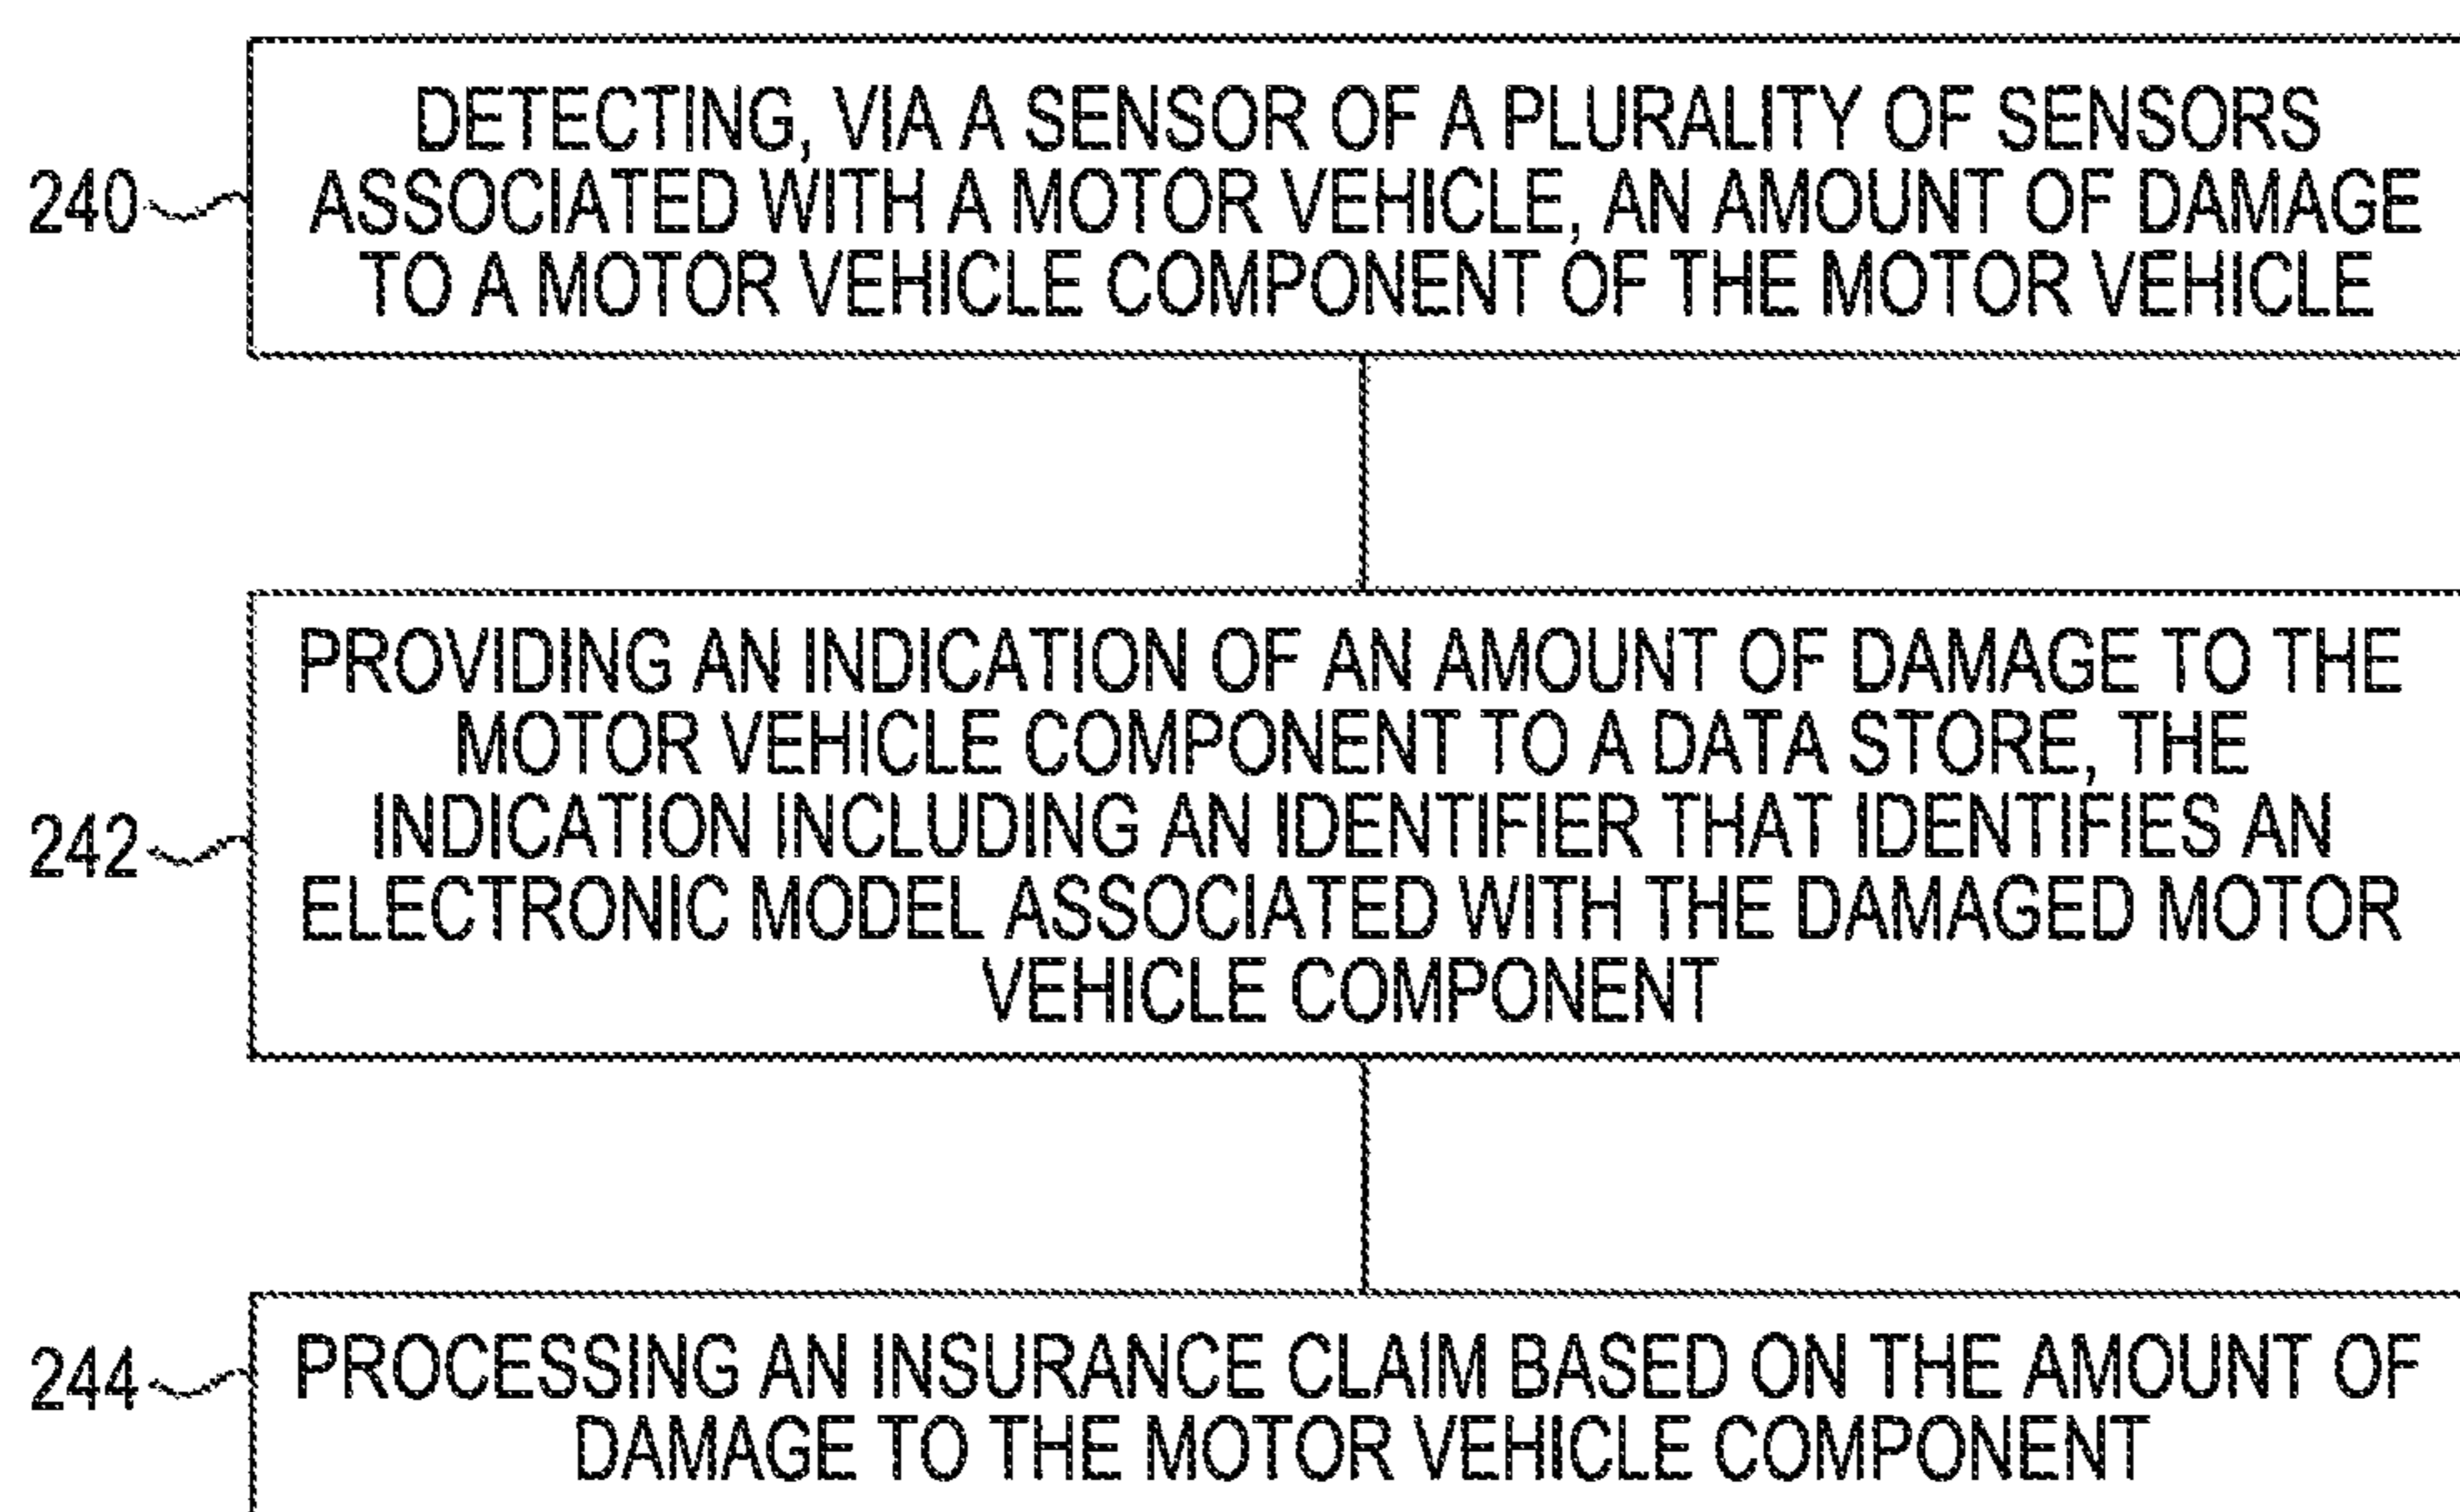 DETECTING, VIA A SENSOR OF A PLURALITY OF SENSORS
240
ASSOCIATED WITH A MOTOR VEHICLE, AN AMOUNT OF DAMAGE
TO A MOTOR VEHICLE COMPONENT OF THE MOTOR VEHICLE
PROVIDING AN INDICATION OF AN AMOUNT OF DAMAGE TO THE
MOTOR VEHICLE COMPONENT TO A DATA STORE, THE
242
INDICATION INCLUDING AN IDENTIFIER THAT IDENTIFIES AN
ELECTRONIC MODEL ASSOCIATED WITH THE DAMAGED MOTOR
VEHICLE COMPONENT
244
PROCESSING AN INSURANCE CLAIM BASED ON THE AMOUNT OF
DAMAGE TO THE MOTOR VEHICLE COMPONENT